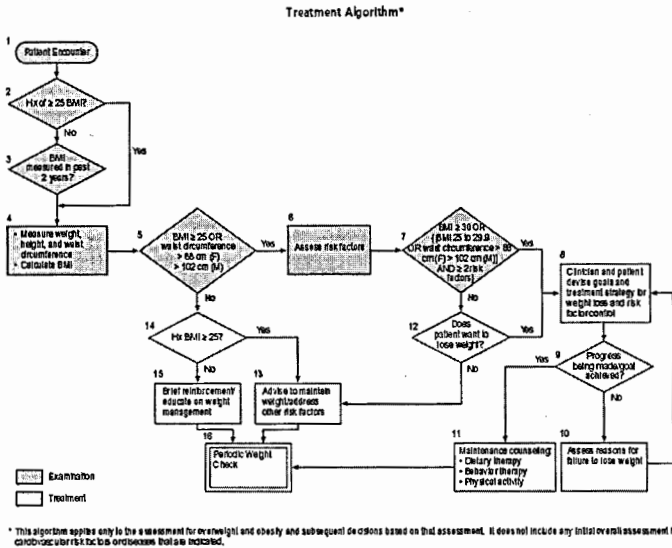 Treatment Algorithm*
1
Patient Encounter
2
Hx of ≥ 25 BMI?
No
Yes
3
BMI
measured in past
2 years?
4
• Measure weight,
height, and waist
circumference
• Calculate BMI
5
BMI ≥ 25 OR
waist circumference
> 88 cm (F)
> 102 cm (M)
Yes
No
6
Assess risk factors
7
BMI ≥ 30 OR
{[BMI 25 to 29.9
OR waist circumference > 88
cm (F) > 102 cm (M)]
AND ≥ 2 risk
factors}
Yes
No
8
Clinician and patient
devise goals and
treatment strategy for
weight loss and risk
factor control
9
Progress
being made/goal
achieved?
Yes
No
14
Hx BMI ≥ 25?
Yes
No
12
Does
patient want to
lose weight?
Yes
No
15
Brief reinforcement/
educate on weight
management
13
Advise to maintain
weight/address
other risk factors
16
Periodic Weight
Check
11
Maintenance counseling:
• Dietary therapy
• Behavior therapy
• Physical activity
10
Assess reasons for
failure to lose weight
Examination
Treatment
* This algorithm applies only to the assessment for overweight and obesity and subsequent decisions based on that assessment. It does not include any initial overall assessment
cardiovascular risk factors or diseases that are indicated.